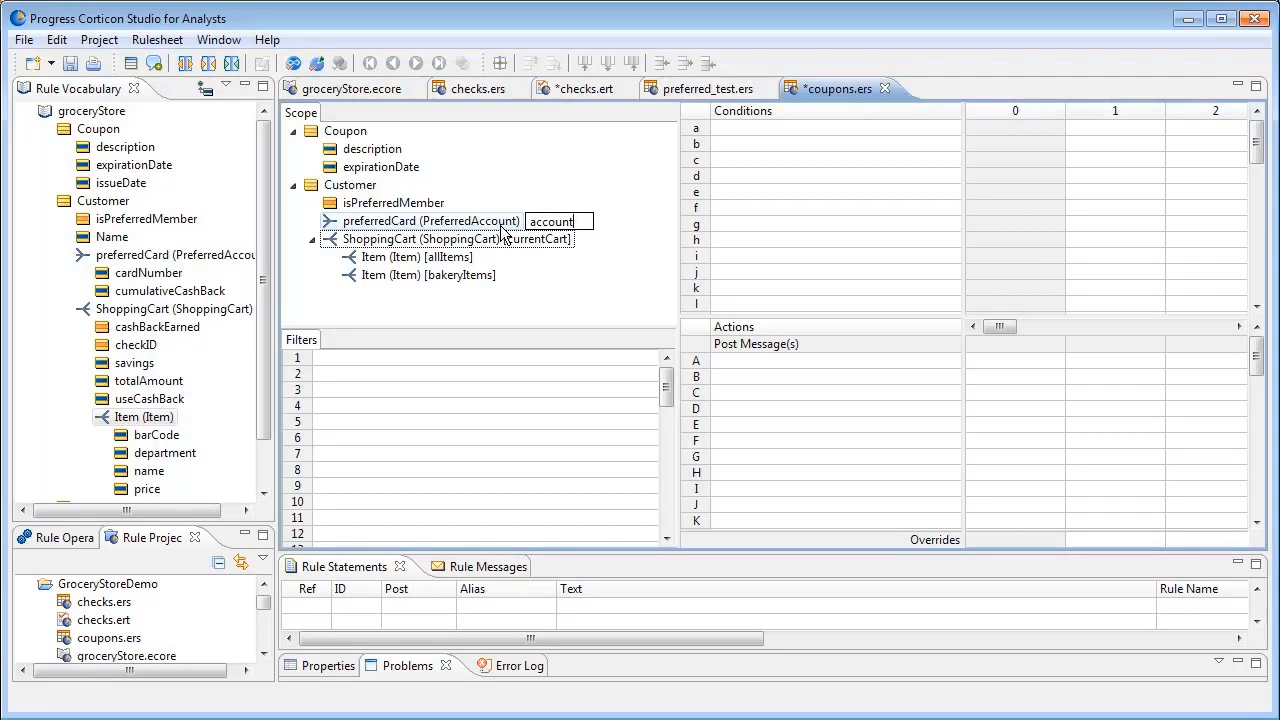 Progress Corticon Studio for Analysts
File Edit Project Rulesheet Window Help
Rule Vocabulary
groceryStore
Coupon
description
expirationDate
issueDate
Customer
isPreferredMember
Name
preferredCard (PreferredAccou
cardNumber
cumulativeCashBack
ShoppingCart (ShoppingCart)
cashBackEarned
checkID
savings
totalAmount
useCashBack
Item (Item)
barCode
department
name
price
Rule Opera Rule Projec
GroceryStoreDemo
checks.ers
checks.ert
coupons.ers
groceryStore.ecore
groceryStore.ecore checks.ers *checks.ert preferred_test.ers *coupons.ers
Scope
Coupon
description
expirationDate
Customer
isPreferredMember
preferredCard (PreferredAccount) account
ShoppingCart (ShoppingCart) urrentCart]
Item (Item) [allItems]
Item (Item) [bakeryItems]
Filters
1
2
3
4
5
6
7
8
9
10
11
12
Conditions 0 1 2
a
b
c
d
e
f
g
h
i
j
k
l
Actions
Post Message(s)
A
B
C
D
E
F
G
H
I
J
K
Overrides
Rule Statements Rule Messages
Ref ID Post Alias Text Rule Name
Properties Problems Error Log